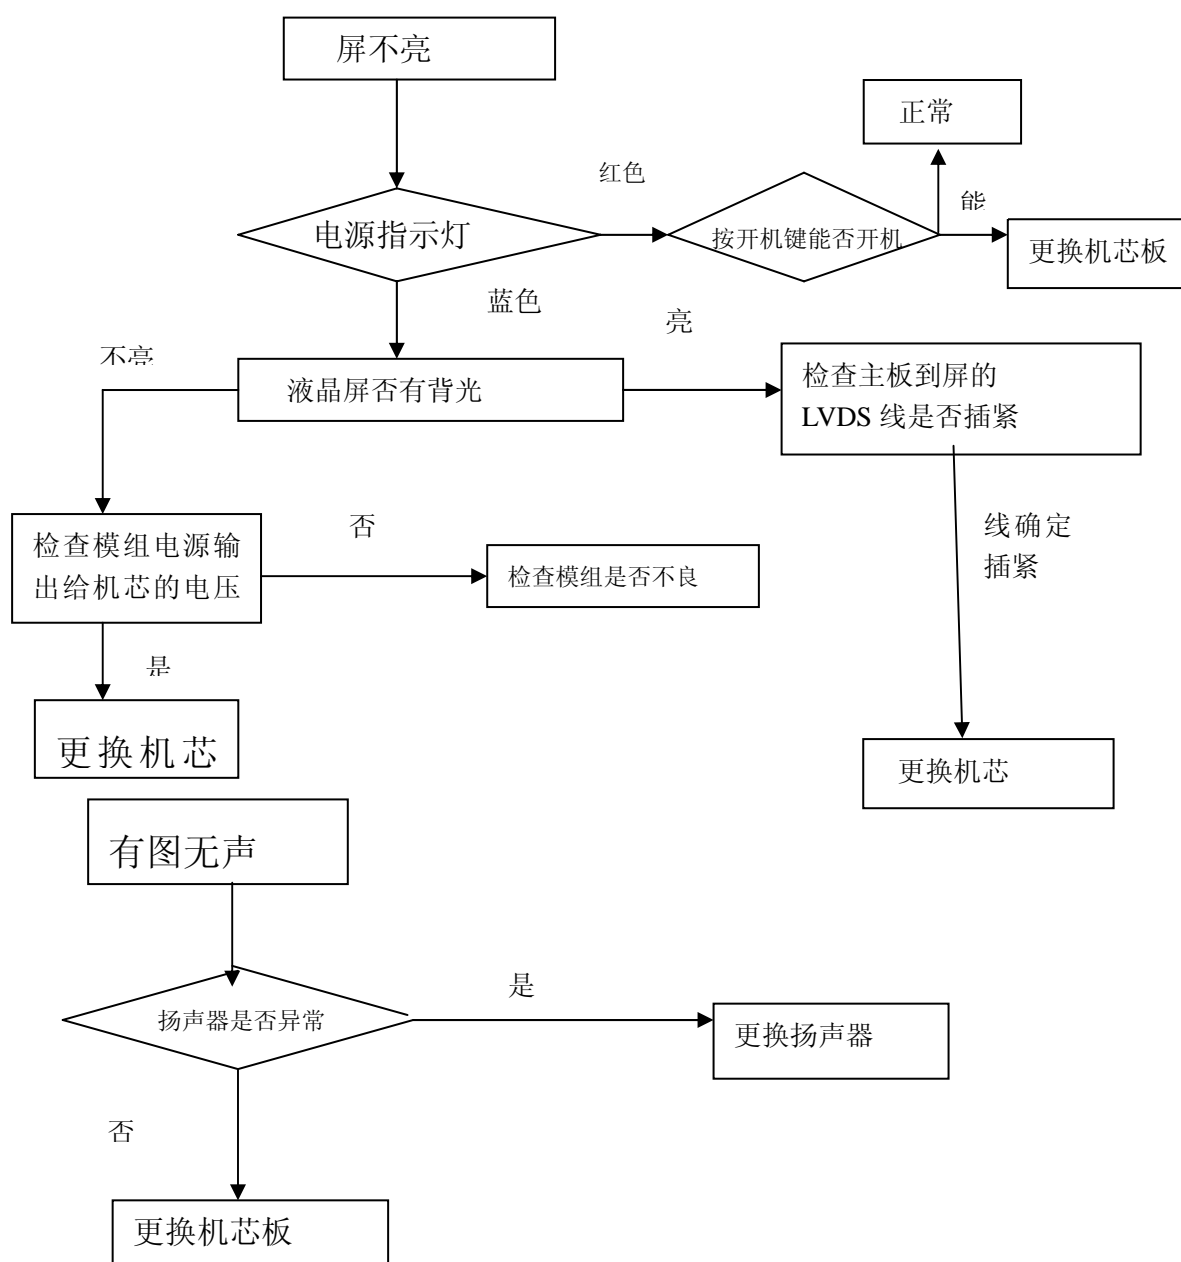 屏不亮
正常
红色
能
电源指示灯
按开机键能否开机
更换机芯板
蓝色
亮
不亮
液晶屏否有背光
检查主板到屏的
LVDS 线是否插紧
检查模组电源输
出给机芯的电压
否
检查模组是否不良
线确定
插紧
是
更换机芯
更换机芯
有图无声
扬声器是否异常
是
更换扬声器
否
更换机芯板